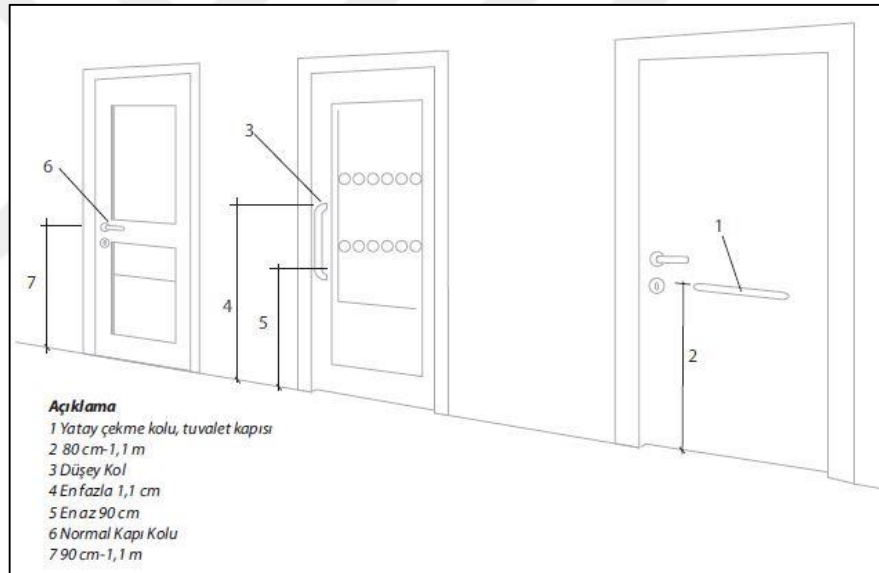 3
6
1
7
4
5
2
Açıklama
1 Yatay çekme kolu, tuvalet kapısı
2 80 cm-1,1 m
3 Düşey Kol
4 En fazla 1,1 cm
5 En az 90 cm
6 Normal Kapı Kolu
7 90 cm-1,1 m